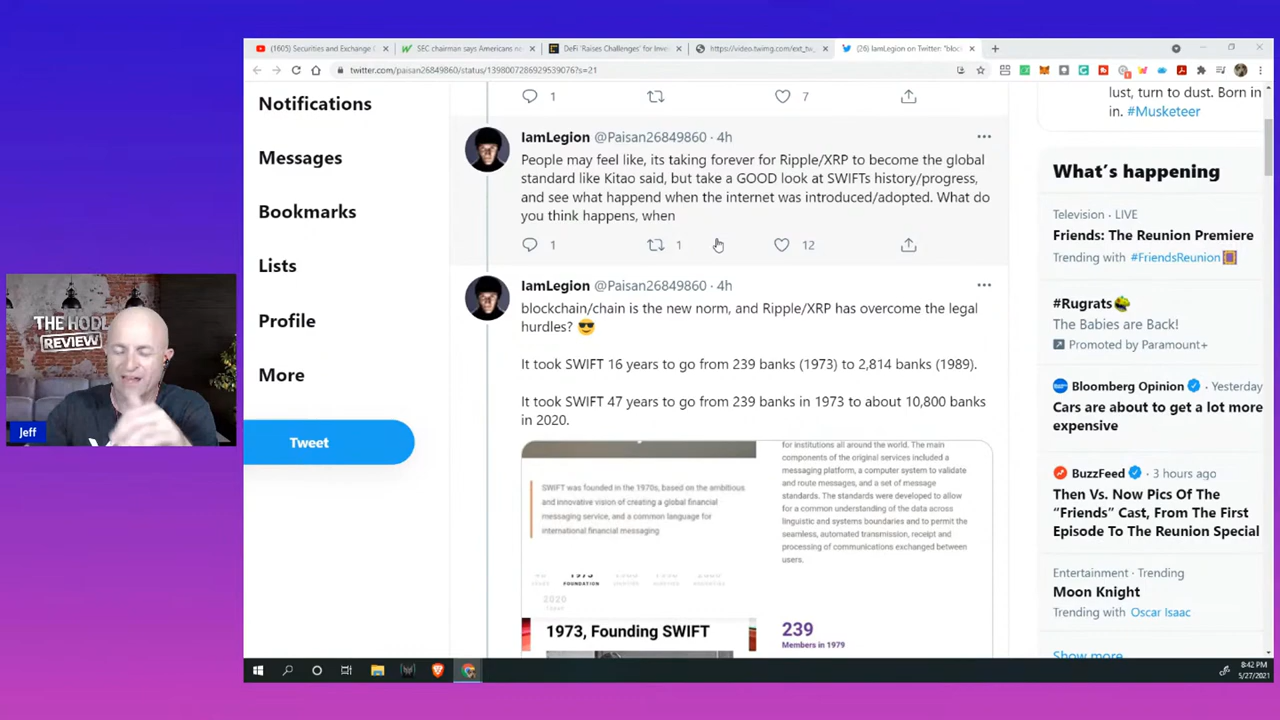 (1605) Securities and Exchange C
SEC chairman says Americans ne
DeFi 'Raises Challenges' for Inve
https://video.twimg.com/ext_tw_
(26) IamLegion on Twitter: "bloc
twitter.com/paisan26849860/status/1398007286929539076?s=21
Notifications
Messages
Bookmarks
Lists
Profile
More
Tweet
THE HODL
REVIEW
Jeff
1
7
IamLegion @Paisan26849860 · 4h
People may feel like, its taking forever for Ripple/XRP to become the global
standard like Kitao said, but take a GOOD look at SWIFTs history/progress,
and see what happend when the internet was introduced/adopted. What do
you think happens, when
1
1
12
IamLegion @Paisan26849860 · 4h
blockchain/chain is the new norm, and Ripple/XRP has overcome the legal
hurdles? 😎
It took SWIFT 16 years to go from 239 banks (1973) to 2,814 banks (1989).
It took SWIFT 47 years to go from 239 banks in 1973 to about 10,800 banks
in 2020.
SWIFT was founded in the 1970s, based on the ambitious
and innovative vision of creating a global financial
messaging service, and a common language for
international financial messaging
1973
FOUNDATION
2020
1973, Founding SWIFT
for institutions all around the world. The main
components of the original services included a
messaging platform, a computer system to validate
and route messages, and a set of message
standards. The standards were developed to allow
for a common understanding of the data across
linguistic and systems boundaries and to permit the
seamless, automated transmission, receipt and
processing of communications exchanged between
users.
239
Members in 1979
lust, turn to dust. Born in
in. #Musketeer
What's happening
Television · LIVE
Friends: The Reunion Premiere
Trending with #FriendsReunion
#Rugrats
The Babies are Back!
Promoted by Paramount+
Bloomberg Opinion · Yesterday
Cars are about to get a lot more
expensive
BuzzFeed · 3 hours ago
Then Vs. Now Pics Of The
“Friends” Cast, From The First
Episode To The Reunion Special
Entertainment · Trending
Moon Knight
Trending with Oscar Isaac
Show more
8:42 PM
5/27/2021